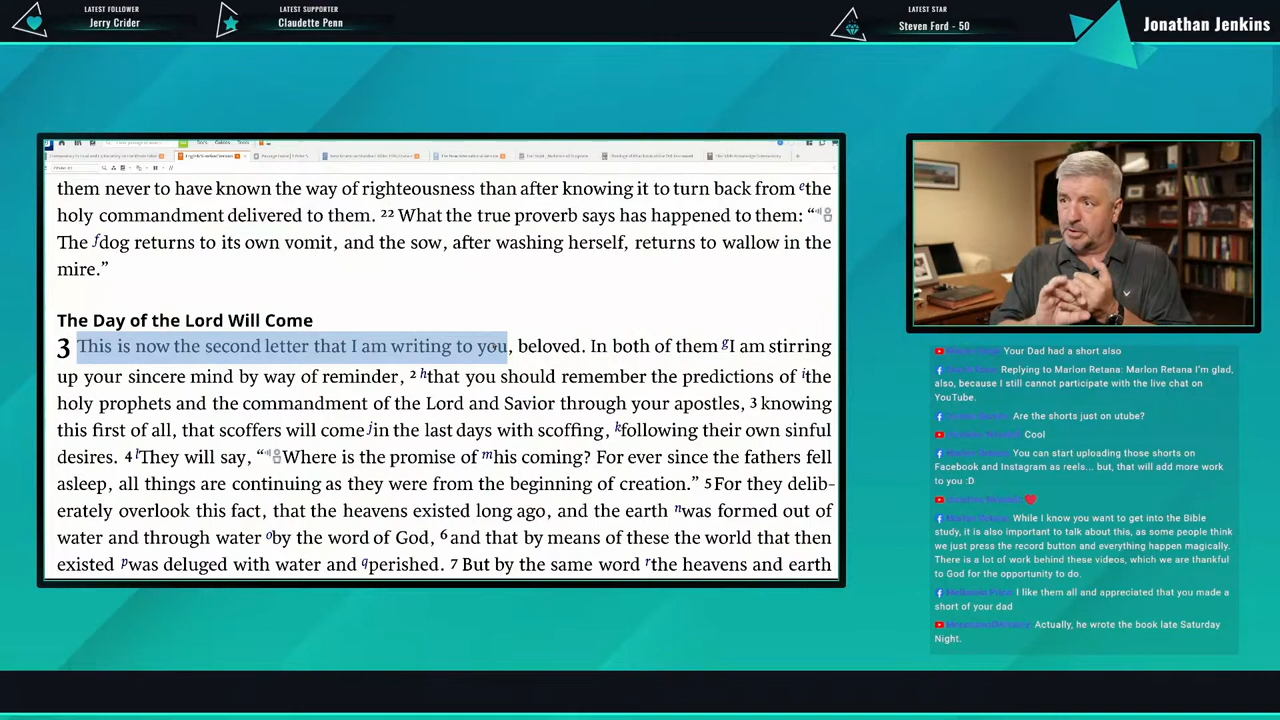 LATEST FOLLOWER
Jerry Crider
LATEST SUPPORTER
Claudette Penn
LATEST STAR
Steven Ford - 50
Jonathan Jenkins
them never to have known the way of righteousness than after knowing it to turn back from ethe
holy commandment delivered to them. 22 What the true proverb says has happened to them: “
The fdog returns to its own vomit, and the sow, after washing herself, returns to wallow in the
mire.”
The Day of the Lord Will Come
3 This is now the second letter that I am writing to you, beloved. In both of them gI am stirring
up your sincere mind by way of reminder, 2 hthat you should remember the predictions of ithe
holy prophets and the commandment of the Lord and Savior through your apostles, 3 knowing
this first of all, that scoffers will come jin the last days with scoffing, kfollowing their own sinful
desires. 4 lThey will say, “Where is the promise of mhis coming? For ever since the fathers fell
asleep, all things are continuing as they were from the beginning of creation.” 5 For they delib-
erately overlook this fact, that the heavens existed long ago, and the earth nwas formed out of
water and through water oby the word of God, 6 and that by means of these the world that then
existed pwas deluged with water and qperished. 7 But by the same word rthe heavens and earth
Your Dad had a short also
Replying to Marlon Retana: Marlon Retana I'm glad,
also, because I still cannot participate with the live chat on
YouTube.
Are the shorts just on utube?
Cool
You can start uploading those shorts on
Facebook and Instagram as reels... but, that will add more work
to you :D
While I know you want to get into the Bible
study, it is also important to talk about this, as some people think
we just press the record button and everything happen magically.
There is a lot of work behind these videos, which we are thankful
to God for the opportunity to do.
I like them all and appreciated that you made a
short of your dad
Actually, he wrote the book late Saturday
Night.